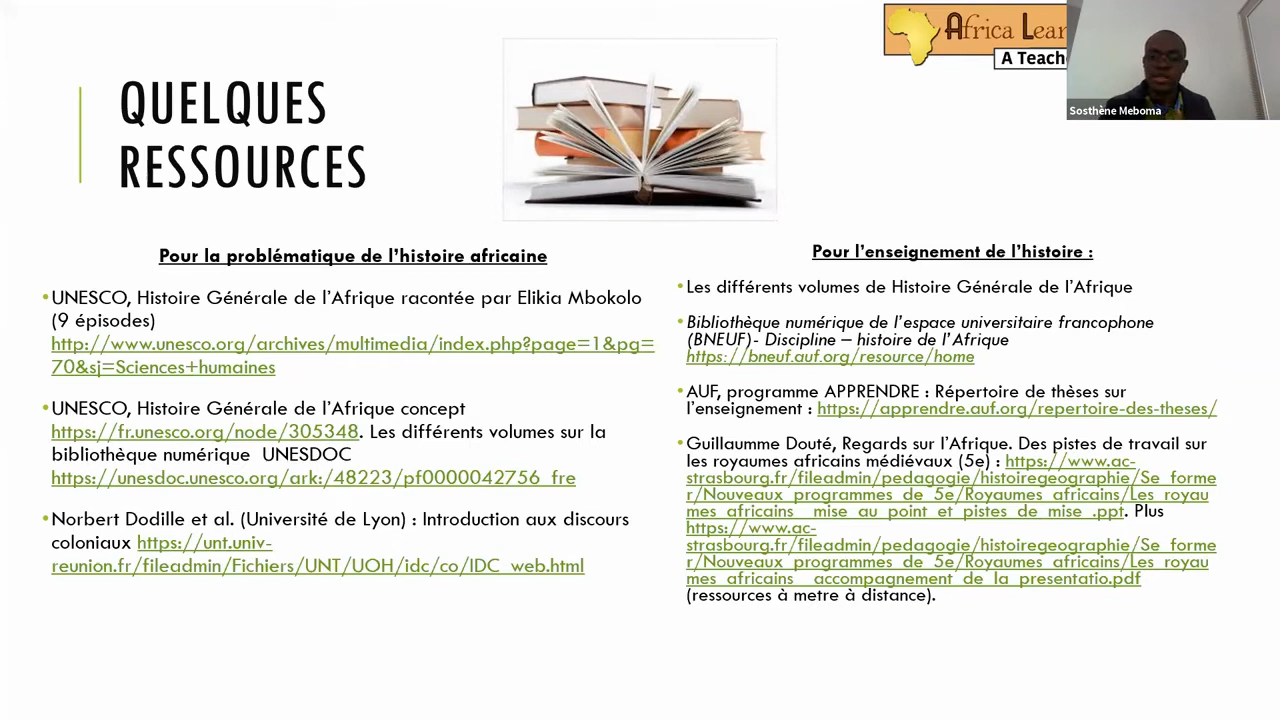 QUELQUES
RESSOURCES
Africa Lear
A Teach
Sosthène Meboma
Pour la problématique de l'histoire africaine
•UNESCO, Histoire Générale de l'Afrique racontée par Elikia Mbokolo
(9 épisodes)
http://www.unesco.org/archives/multimedia/index.php?page=1&pg=
70&sj=Sciences+humaines
•UNESCO, Histoire Générale de l'Afrique concept
https://fr.unesco.org/node/305348. Les différents volumes sur la
bibliothèque numérique UNESDOC
https://unesdoc.unesco.org/ark:/48223/pf0000042756_fre
•Norbert Dodille et al. (Université de Lyon) : Introduction aux discours
coloniaux https://unt.univ-
reunion.fr/fileadmin/Fichiers/UNT/UOH/idc/co/IDC_web.html
Pour l'enseignement de l'histoire :
•Les différents volumes de Histoire Générale de l'Afrique
•Bibliothèque numérique de l'espace universitaire francophone
(BNEUF)- Discipline – histoire de l'Afrique
https://bneuf.auf.org/resource/home
•AUF, programme APPRENDRE : Répertoire de thèses sur
l'enseignement : https://apprendre.auf.org/repertoire-des-theses/
•Guillaumme Douté, Regards sur l'Afrique. Des pistes de travail sur
les royaumes africains médiévaux (5e) : https://www.ac-
strasbourg.fr/fileadmin/pedagogie/histoiregeographie/Se_forme
r/Nouveaux_programmes_de_5e/Royaumes_africains/Les_royau
mes_africains__mise_au_point_et_pistes_de_mise_.ppt. Plus
https://www.ac-
strasbourg.fr/fileadmin/pedagogie/histoiregeographie/Se_forme
r/Nouveaux_programmes_de_5e/Royaumes_africains/Les_royau
mes_africains__accompagnement_de_la_presentatio.pdf
(ressources à metre à distance).